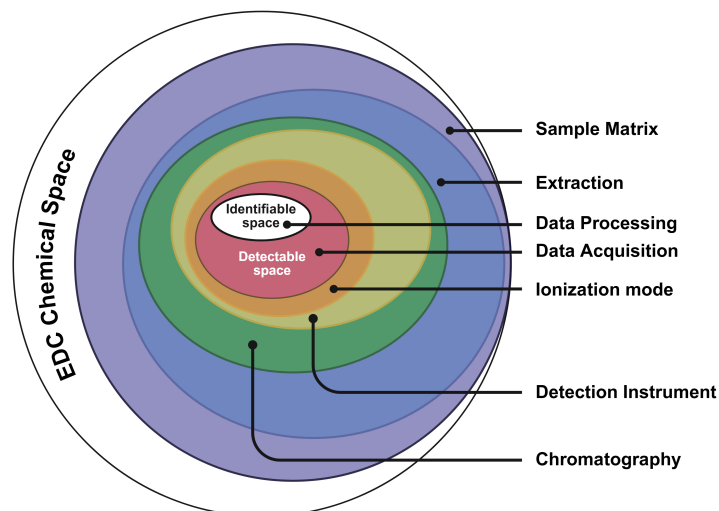 EDC Chemical Space
Identifiable
space
Detectable
space
Sample Matrix
Extraction
Data Processing
Data Acquisition
Ionization mode
Detection Instrument
Chromatography